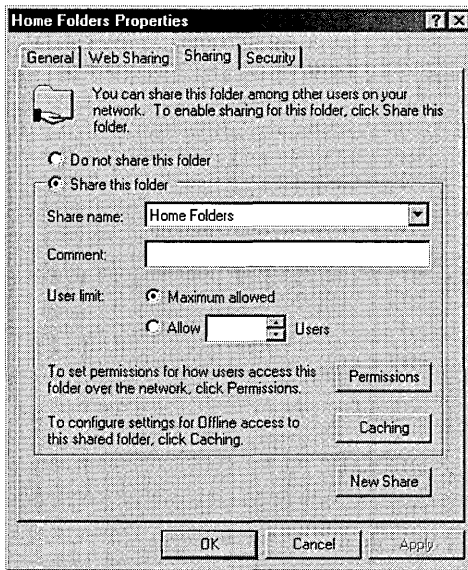 Home Folders Properties
General Web Sharing Sharing Security
You can share this folder among other users on your
network. To enable sharing for this folder, click Share this
folder.
Do not share this folder
Share this folder
Share name: Home Folders
Comment:
User limit: Maximum allowed
Allow Users
To set permissions for how users access this
folder over the network, click Permissions.
Permissions
To configure settings for Offline access to
this shared folder, click Caching.
Caching
New Share
OK Cancel Apply